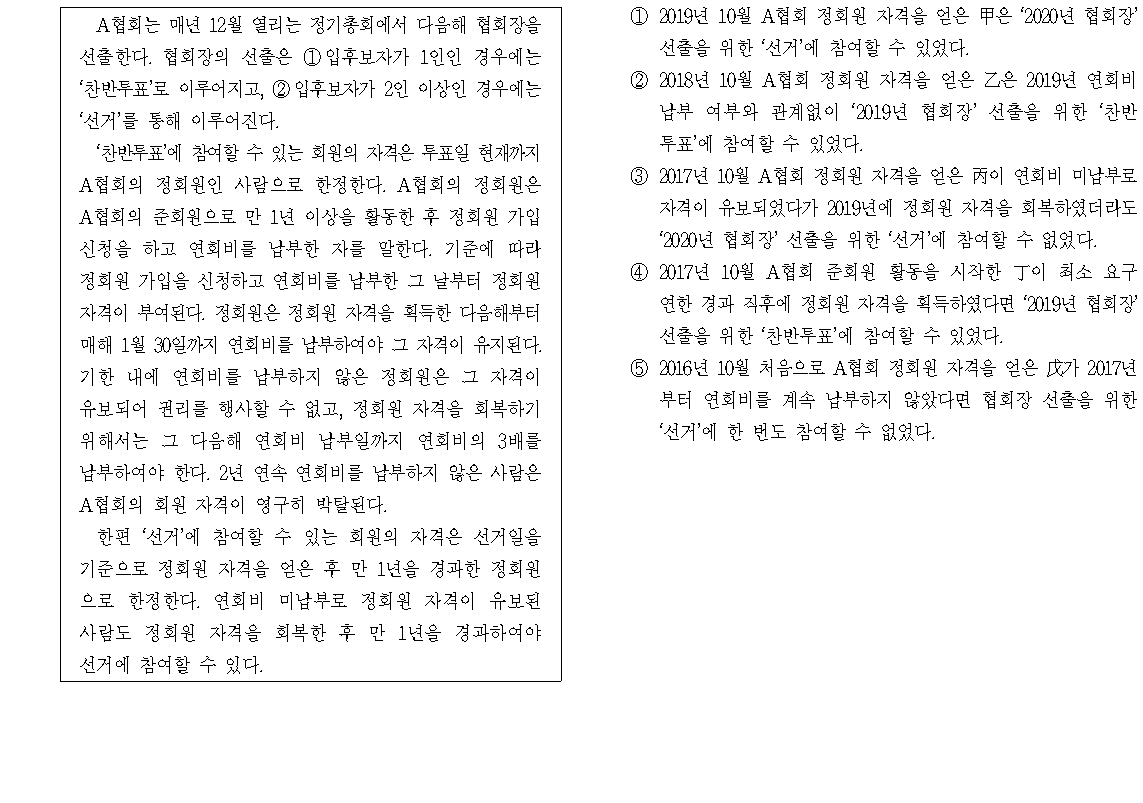 A협회는 매년 12월 열리는 정기총회에서 다음해 협회장을
선출한다. 협회장의 선출은 ① 입후보자가 1인인 경우에는
‘찬반투표’로 이루어지고, ② 입후보자가 2인 이상인 경우에는
‘선거’를 통해 이루어진다.
‘찬반투표’에 참여할 수 있는 회원의 자격은 투표일 현재까지
A협회의 정회원인 사람으로 한정한다. A협회의 정회원은
A협회의 준회원으로 만 1년 이상을 활동한 후 정회원 가입
신청을 하고 연회비를 납부한 자를 말한다. 기준에 따라
정회원 가입을 신청하고 연회비를 납부한 그 날부터 정회원
자격이 부여된다. 정회원은 정회원 자격을 획득한 다음해부터
매해 1월 30일까지 연회비를 납부하여야 그 자격이 유지된다.
기한 내에 연회비를 납부하지 않은 정회원은 그 자격이
유보되어 권리를 행사할 수 없고, 정회원 자격을 회복하기
위해서는 그 다음해 연회비 납부일까지 연회비의 3배를
납부하여야 한다. 2년 연속 연회비를 납부하지 않은 사람은
A협회의 회원 자격이 영구히 박탈된다.
한편 ‘선거’에 참여할 수 있는 회원의 자격은 선거일을
기준으로 정회원 자격을 얻은 후 만 1년을 경과한 정회원
으로 한정한다. 연회비 미납부로 정회원 자격이 유보된
사람도 정회원 자격을 회복한 후 만 1년을 경과하여야
선거에 참여할 수 있다.
① 2019년 10월 A협회 정회원 자격을 얻은 甲은 ‘2020년 협회장’
선출을 위한 ‘선거’에 참여할 수 있었다.
② 2018년 10월 A협회 정회원 자격을 얻은 乙은 2019년 연회비
납부 여부와 관계없이 ‘2019년 협회장’ 선출을 위한 ‘찬반
투표’에 참여할 수 있었다.
③ 2017년 10월 A협회 정회원 자격을 얻은 丙이 연회비 미납부로
자격이 유보되었다가 2019년에 정회원 자격을 회복하였더라도
‘2020년 협회장’ 선출을 위한 ‘선거’에 참여할 수 없었다.
④ 2017년 10월 A협회 준회원 활동을 시작한 丁이 최소 요구
연한 경과 직후에 정회원 자격을 획득하였다면 ‘2019년 협회장’
선출을 위한 ‘찬반투표’에 참여할 수 있었다.
⑤ 2016년 10월 처음으로 A협회 정회원 자격을 얻은 戊가 2017년
부터 연회비를 계속 납부하지 않았다면 협회장 선출을 위한
‘선거’에 한 번도 참여할 수 없었다.